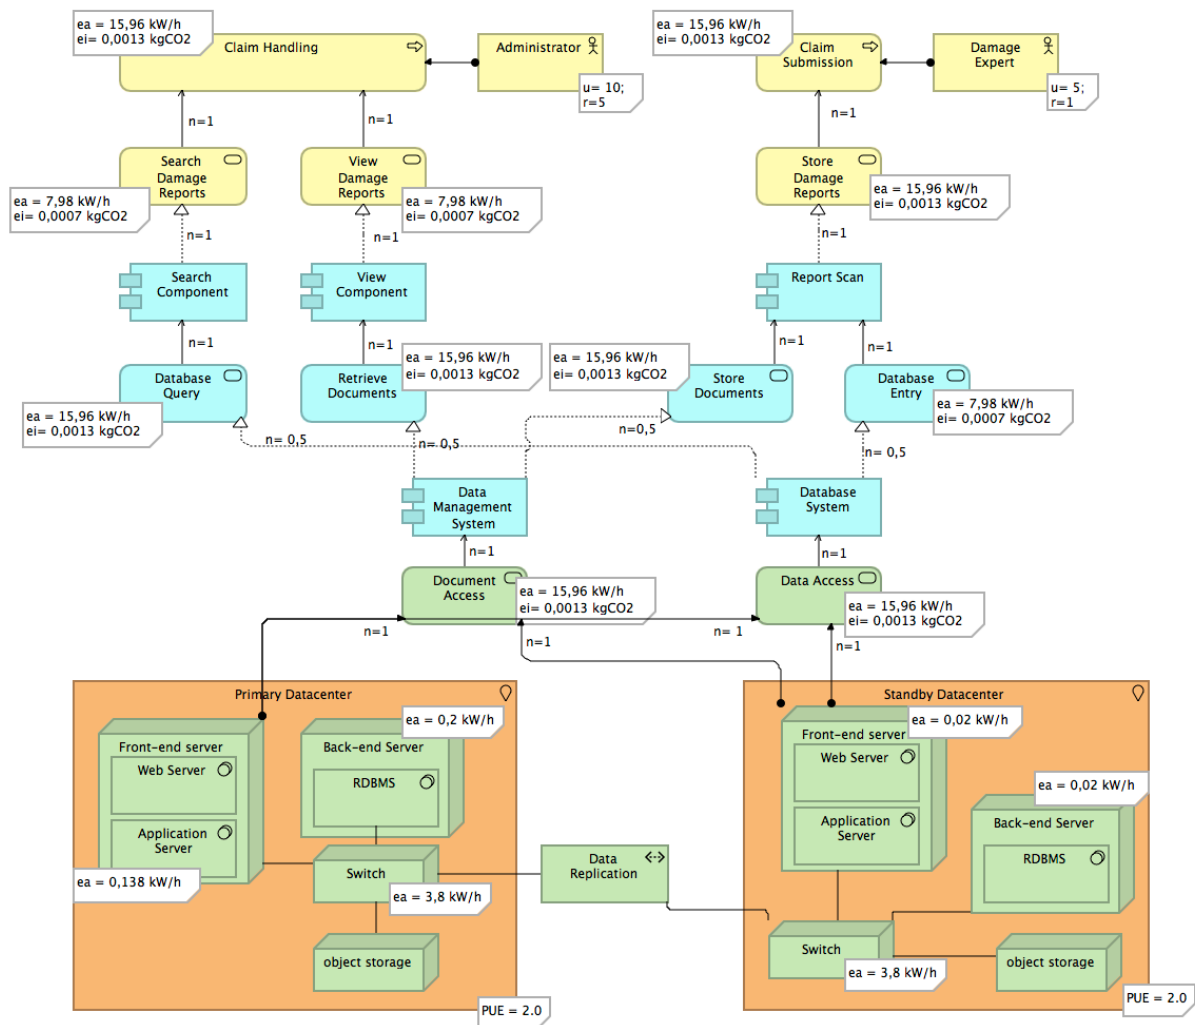 ea = 15,96 kW/h
ei= 0,0013 kgCO2
Claim Handling
Administrator
u= 10;
r=5
ea = 15,96 kW/h
ei= 0,0013 kgCO2
Claim
Submission
Damage
Expert
u= 5;
r=1
n=1
n=1
n=1
Search
Damage
Reports
ea = 7,98 kW/h
ei= 0,0007 kgCO2
View
Damage
Reports
ea = 7,98 kW/h
ei= 0,0007 kgCO2
Store
Damage
Reports
ea = 15,96 kW/h
ei= 0,0013 kgCO2
n=1
n=1
n=1
Search
Component
View
Component
Report Scan
n=1
n=1
n=1
n=1
Database
Query
ea = 15,96 kW/h
ei= 0,0013 kgCO2
Retrieve
Documents
ea = 15,96 kW/h
ei= 0,0013 kgCO2
ea = 15,96 kW/h
ei= 0,0013 kgCO2
Store
Documents
Database
Entry
ea = 7,98 kW/h
ei= 0,0007 kgCO2
n= 0,5
n= 0,5
n=0,5
n= 0,5
Data
Management
System
Database
System
n=1
n=1
Document
Access
ea = 15,96 kW/h
ei= 0,0013 kgCO2
Data Access
ea = 15,96 kW/h
ei= 0,0013 kgCO2
n=1
n=1
n= 1
n=1
Primary Datacenter
Front-end server
Web Server
Application
Server
ea = 0,138 kW/h
ea = 0,2 kW/h
Back-end Server
RDBMS
Switch
ea = 3,8 kW/h
object storage
PUE = 2.0
Data
Replication
Standby Datacenter
ea = 0,02 kW/h
Front-end server
Web Server
Application
Server
ea = 0,02 kW/h
Back-end Server
RDBMS
Switch
ea = 3,8 kW/h
object storage
PUE = 2.0